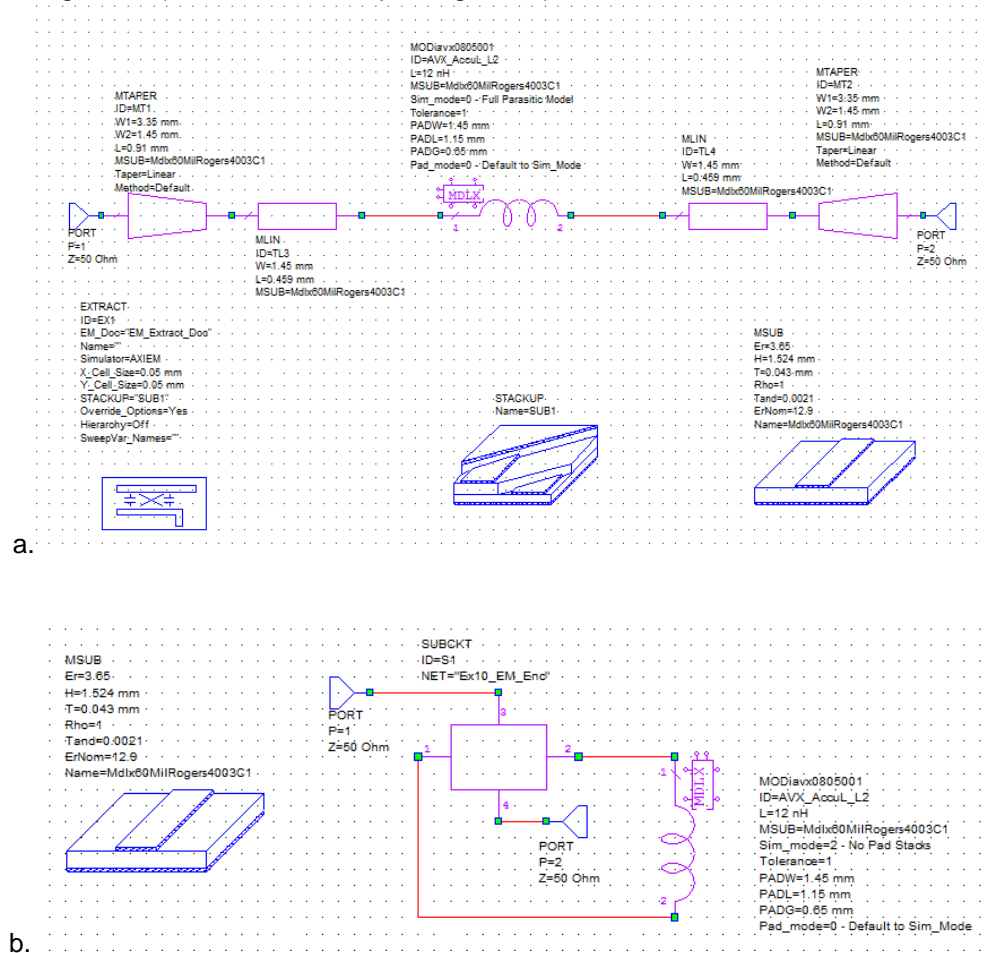 MODiavx0805001
ID=AVX_AccuL_L2
L=12 nH
MSUB=Mdlx60MilRogers4003C1
Sim_mode=0 - Full Parasitic Model
Tolerance=1
PADW=1.45 mm
PADL=1.15 mm
PADG=0.65 mm
Pad_mode=0 - Default to Sim_Mode
MTAPER
ID=MT1
W1=3.35 mm
W2=1.45 mm
L=0.91 mm
MSUB=Mdlx60MilRogers4003C1
Taper=Linear
Method=Default
MTAPER
ID=MT2
W1=3.35 mm
W2=1.45 mm
L=0.91 mm
MSUB=Mdlx60MilRogers4003C1
Taper=Linear
Method=Default
MLIN
ID=TL4
W=1.45 mm
L=0.459 mm
MSUB=Mdlx60MilRogers4003C1
MDLX
1
2
PORT
P=1
Z=50 Ohm
MLIN
ID=TL3
W=1.45 mm
L=0.459 mm
MSUB=Mdlx60MilRogers4003C1
PORT
P=2
Z=50 Ohm
EXTRACT
ID=EX1
EM_Doc="EM_Extract_Doc"
Name=""
Simulator=AXIEM
X_Cell_Size=0.05 mm
Y_Cell_Size=0.05 mm
STACKUP="SUB1"
Override_Options=Yes
Hierarchy=Off
SweepVar_Names=""
STACKUP
Name=SUB1
MSUB
Er=3.65
H=1.524 mm
T=0.043 mm
Rho=1
Tand=0.0021
ErNom=12.9
Name=Mdlx60MilRogers4003C1
a.
MSUB
Er=3.65
H=1.524 mm
T=0.043 mm
Rho=1
Tand=0.0021
ErNom=12.9
Name=Mdlx60MilRogers4003C1
SUBCKT
ID=S1
NET="Ex10_EM_Enc"
PORT
P=1
Z=50 Ohm
3
1
2
4
PORT
P=2
Z=50 Ohm
1
MDLX
2
MODiavx0805001
ID=AVX_AccuL_L2
L=12 nH
MSUB=Mdlx60MilRogers4003C1
Sim_mode=2 - No Pad Stacks
Tolerance=1
PADW=1.45 mm
PADL=1.15 mm
PADG=0.65 mm
Pad_mode=0 - Default to Sim_Mode
b.